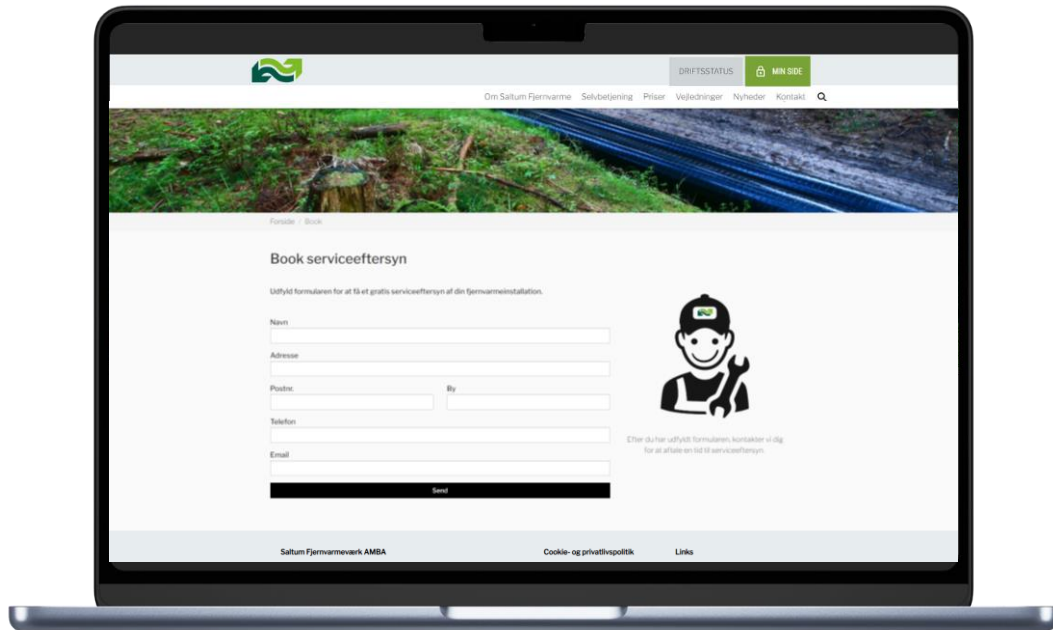 DRIFTSSTATUS
MIN SIDE
Om Saltum Fjernvarme Selvbetjening Priser Vejledninger Nyheder Kontakt
Forside / Book
Book serviceeftersyn
Udfyld formularen for at få et gratis serviceeftersyn af din fjernvarmeinstallation.
Navn
Adresse
Postnr. By
Telefon
Email
Send
Efter du har udfyldt formularen, kontakter vi dig
for at aftale en tid til serviceeftersyn.
Saltum Fjernvarmeværk AMBA Cookie- og privatlivspolitik Links